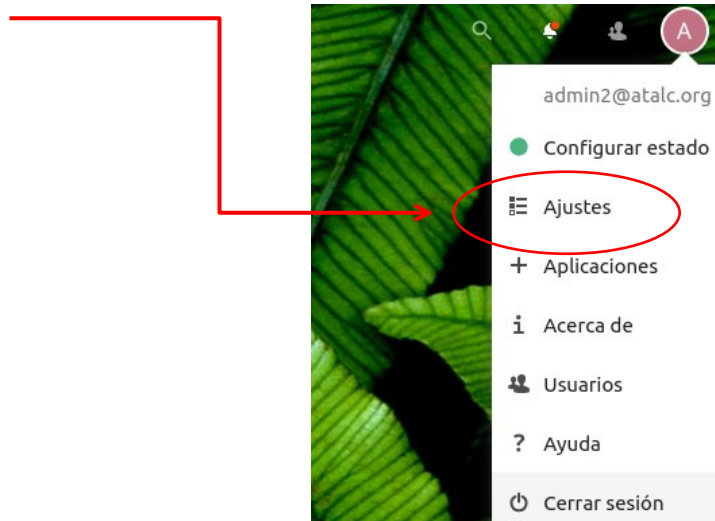 A
admin2@atalc.org
Configurar estado
Ajustes
Aplicaciones
Acerca de
Usuarios
Ayuda
Cerrar sesión